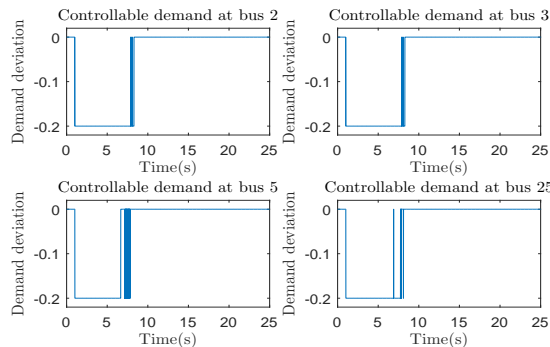 Controllable demand at bus 2
Demand deviation
0
-0.1
-0.2
0 5 10 15 20 25
Time(s)
Controllable demand at bus 3
Demand deviation
0
-0.1
-0.2
0 5 10 15 20 25
Time(s)
Controllable demand at bus 5
Demand deviation
0
-0.1
-0.2
0 5 10 15 20 25
Time(s)
Controllable demand at bus 25
Demand deviation
0
-0.1
-0.2
0 5 10 15 20 25
Time(s)